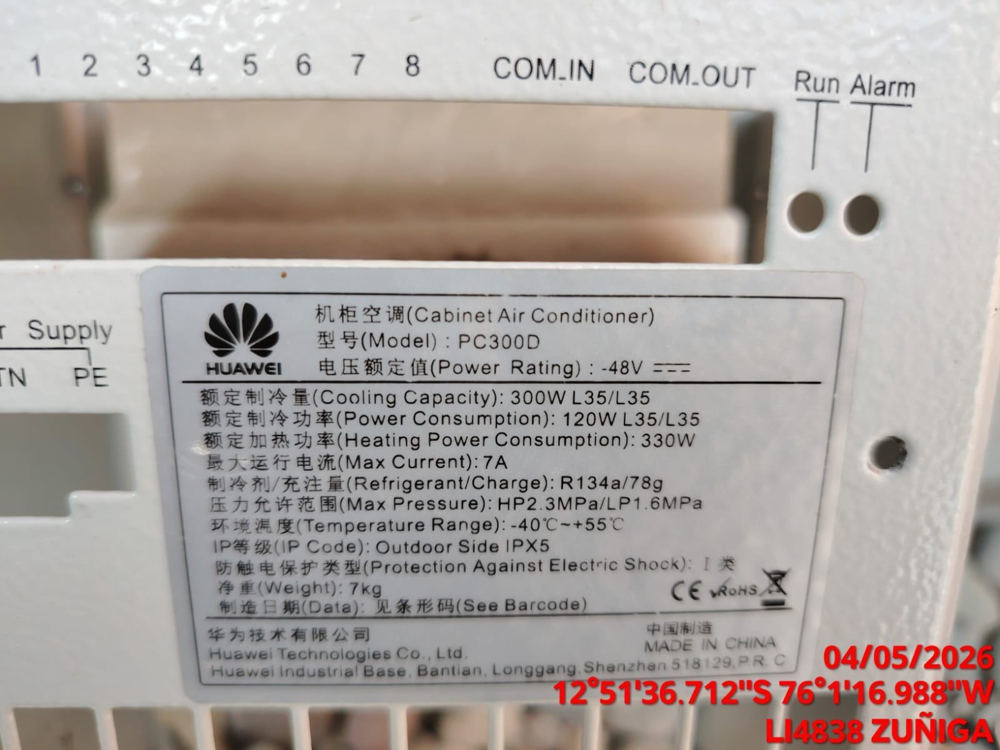 1 2 3 4 5 6 7 8 COM_IN COM_OUT Run Alarm
Supply
PE
HUAWEI
机柜空调(Cabinet Air Conditioner)
型号(Model) : PC300D
电压额定值(Power Rating) : -48V
额定制冷量(Cooling Capacity): 300W L35/L35
额定制冷功率(Power Consumption): 120W L35/L35
额定加热功率(Heating Power Consumption): 330W
最大运行电流(Max Current): 7A
制冷剂/充注量(Refrigerant/Charge): R134a/78g
压力允许范围(Max Pressure): HP2.3MPa/LP1.6MPa
环境温度(Temperature Range): -40℃~+55℃
IP等级(IP Code): Outdoor Side IPX5
防触电保护类型(Protection Against Electric Shock): I 类
净重(Weight): 7kg
CE RoHS
制造日期(Data): 见条形码(See Barcode)
华为技术有限公司
中国制造
Huawei Technologies Co., Ltd.
MADE IN CHINA
Huawei Industrial Base, Bantian, Longgang, Shenzhen 518129, P.R. C
04/05/2026
12°51'36.712"S 76°1'16.988"W
LI4838 ZUÑIGA